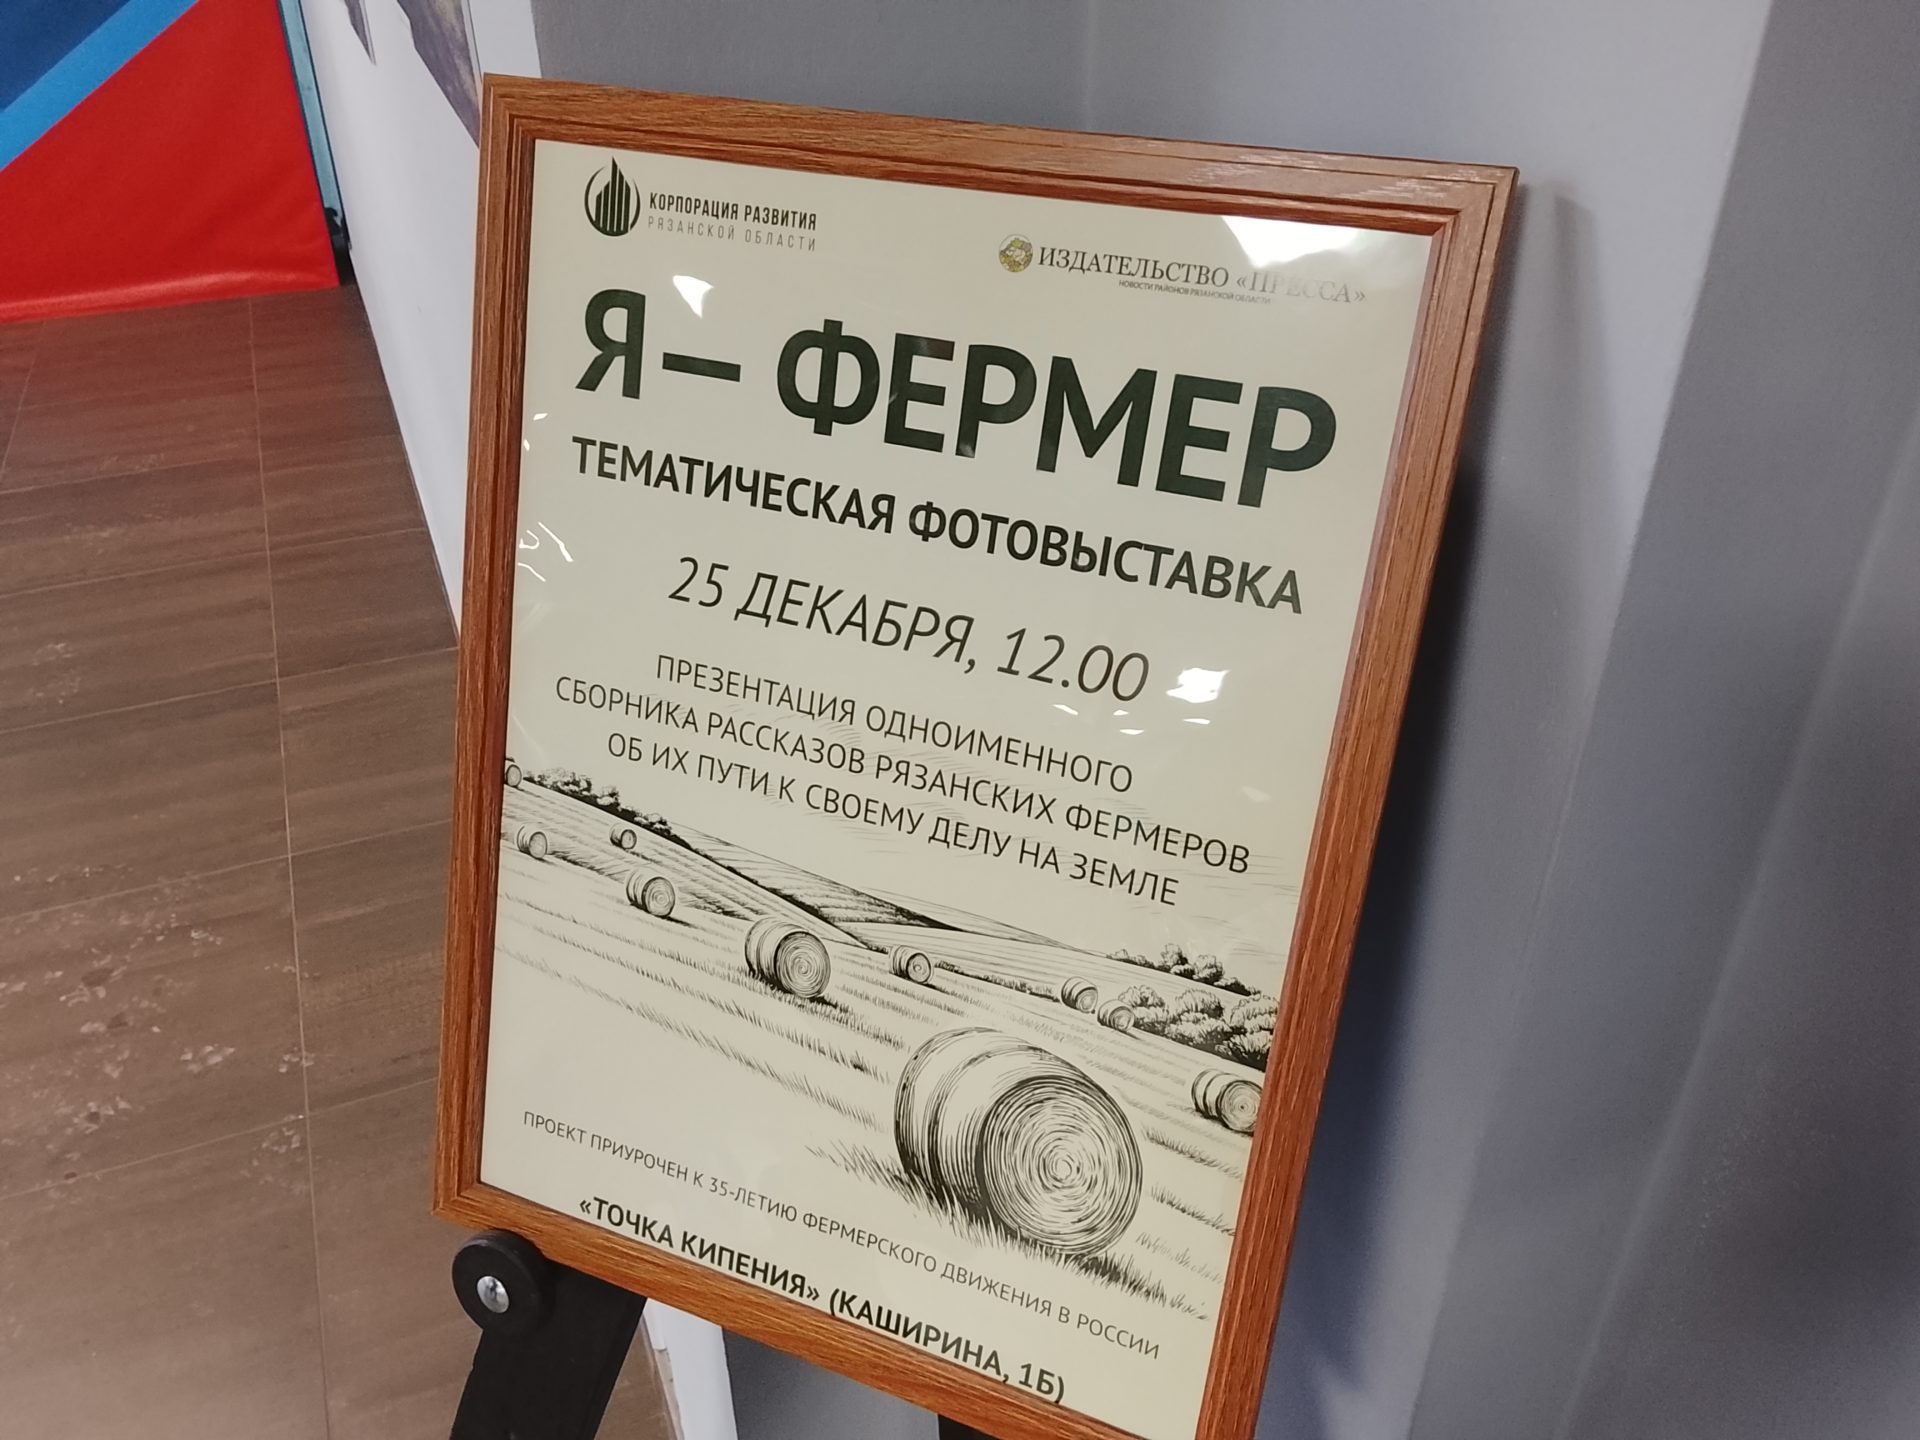 КОРПОРАЦИЯ РАЗВИТИЯ
РЯЗАНСКОЙ ОБЛАСТИ
ИЗДАТЕЛЬСТВО «ПРЕССА»
НОВОСТИ РАЙОНОВ РЯЗАНСКОЙ ОБЛАСТИ
Я – ФЕРМЕР
ТЕМАТИЧЕСКАЯ ФОТОВЫСТАВКА
25 ДЕКАБРЯ, 12.00
ПРЕЗЕНТАЦИЯ ОДНОИМЕННОГО
СБОРНИКА РАССКАЗОВ РЯЗАНСКИХ ФЕРМЕРОВ
ОБ ИХ ПУТИ К СВОЕМУ ДЕЛУ НА ЗЕМЛЕ
ПРОЕКТ ПРИУРОЧЕН К 35-ЛЕТИЮ ФЕРМЕРСКОГО ДВИЖЕНИЯ В РОССИИ
«ТОЧКА КИПЕНИЯ» (КАШИРИНА, 1Б)